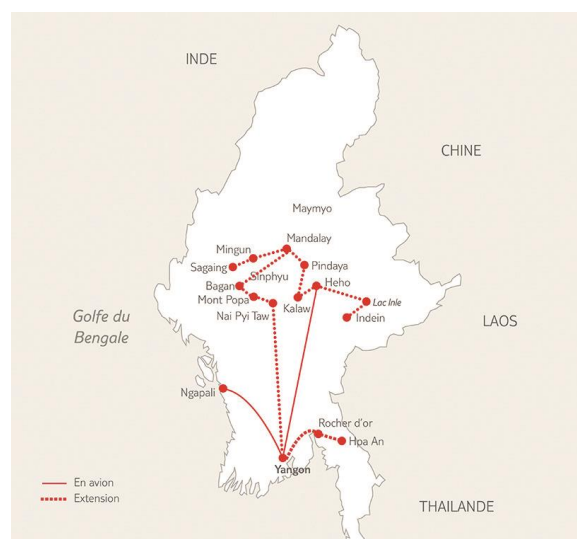 INDE
CHINE
Maymyo
Mandalay
Mingun
Sagaing
Pindaya
Sinphyu
Bagan
Heho
Mont Popa
Kalaw
Lac Inle
Nai Pyi Taw
Indein
Golfe du
Bengale
LAOS
Ngapali
Rocher d'or
Hpa An
Yangon
En avion
Extension
THAILANDE